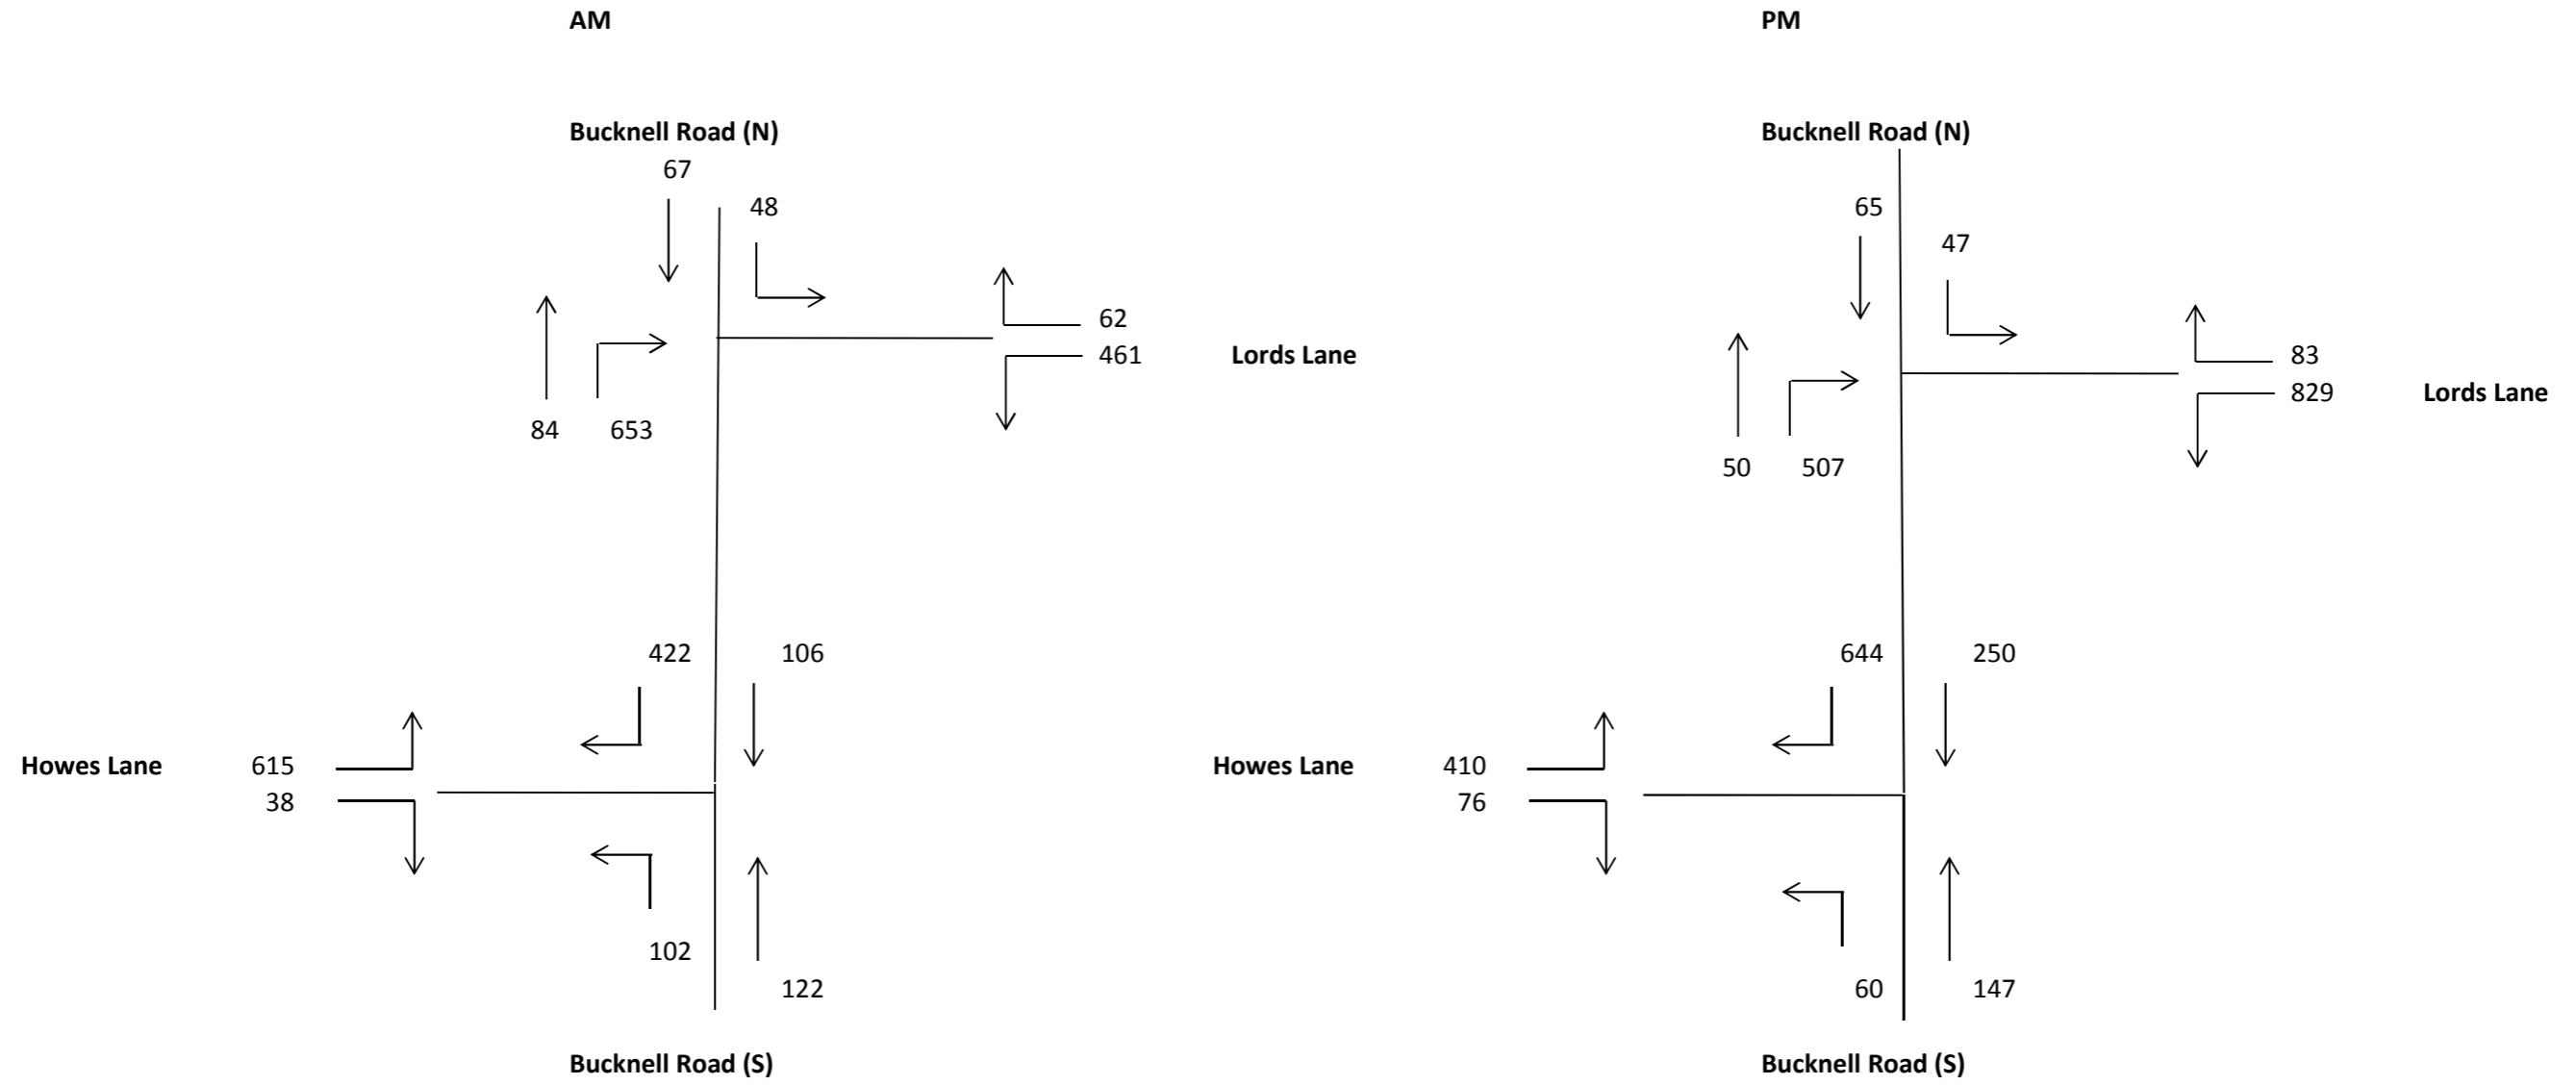 AM
Bucknell Road (N)
67
48
62
461
Lords Lane
84 653
422 106
Howes Lane
615
38
102
122
Bucknell Road (S)
PM
Bucknell Road (N)
65
47
83
829
Lords Lane
50 507
644 250
Howes Lane
410
76
60 147
Bucknell Road (S)